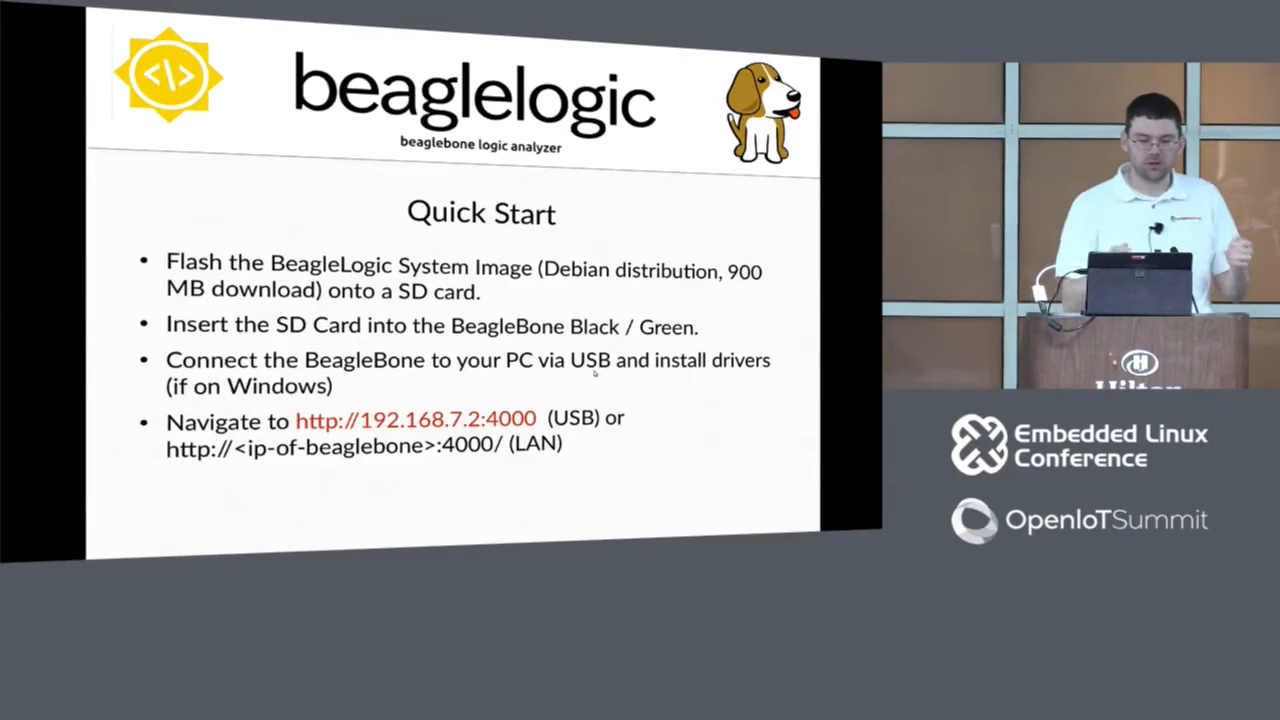 beaglelogic
beaglebone logic analyzer
Quick Start
• Flash the BeagleLogic System Image (Debian distribution, 900
MB download) onto a SD card.
• Insert the SD Card into the BeagleBone Black / Green.
• Connect the BeagleBone to your PC via USB and install drivers
(if on Windows)
• Navigate to http://192.168.7.2:4000 (USB) or
http://<ip-of-beaglebone>:4000/ (LAN)
Hilton
Embedded Linux
Conference
OpenIoTSummit